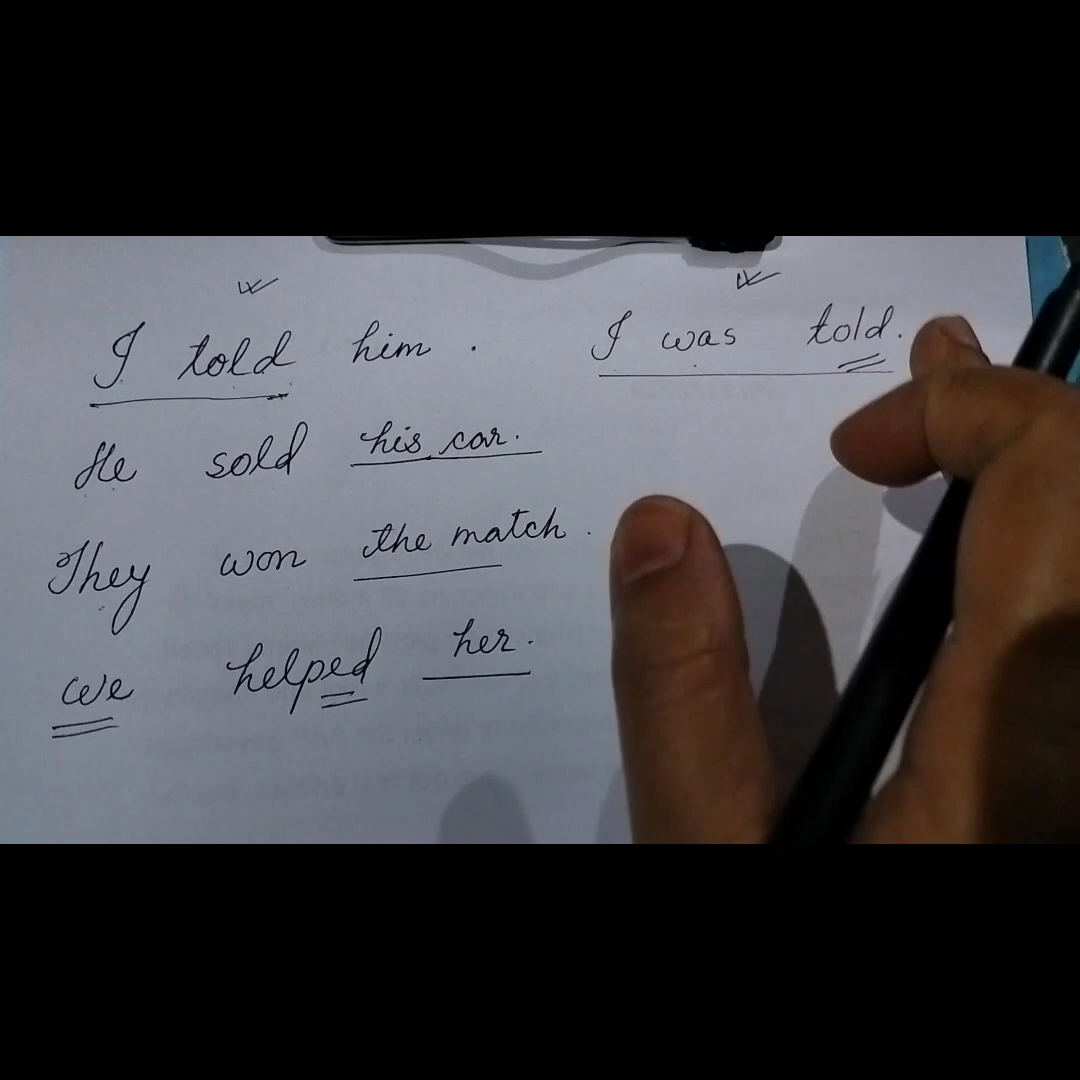 I told him.
I was told.
He sold his car.
They won the match.
we helped her.